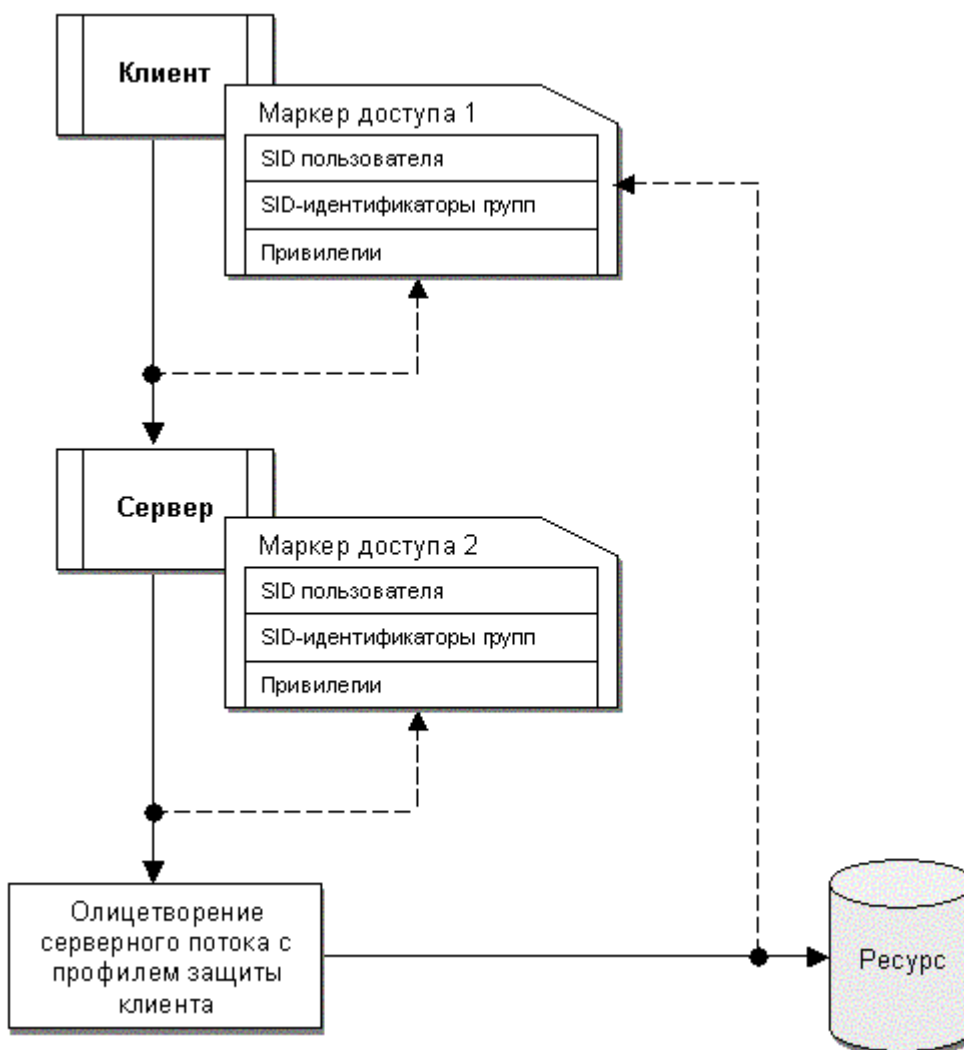 Клиент
Маркер доступа 1
SID пользователя
SID-идентификаторы групп
Привилегии
Сервер
Маркер доступа 2
SID пользователя
SID-идентификаторы групп
Привилегии
Олицетворение
серверного потока с
профилем защиты
клиента
Ресурс